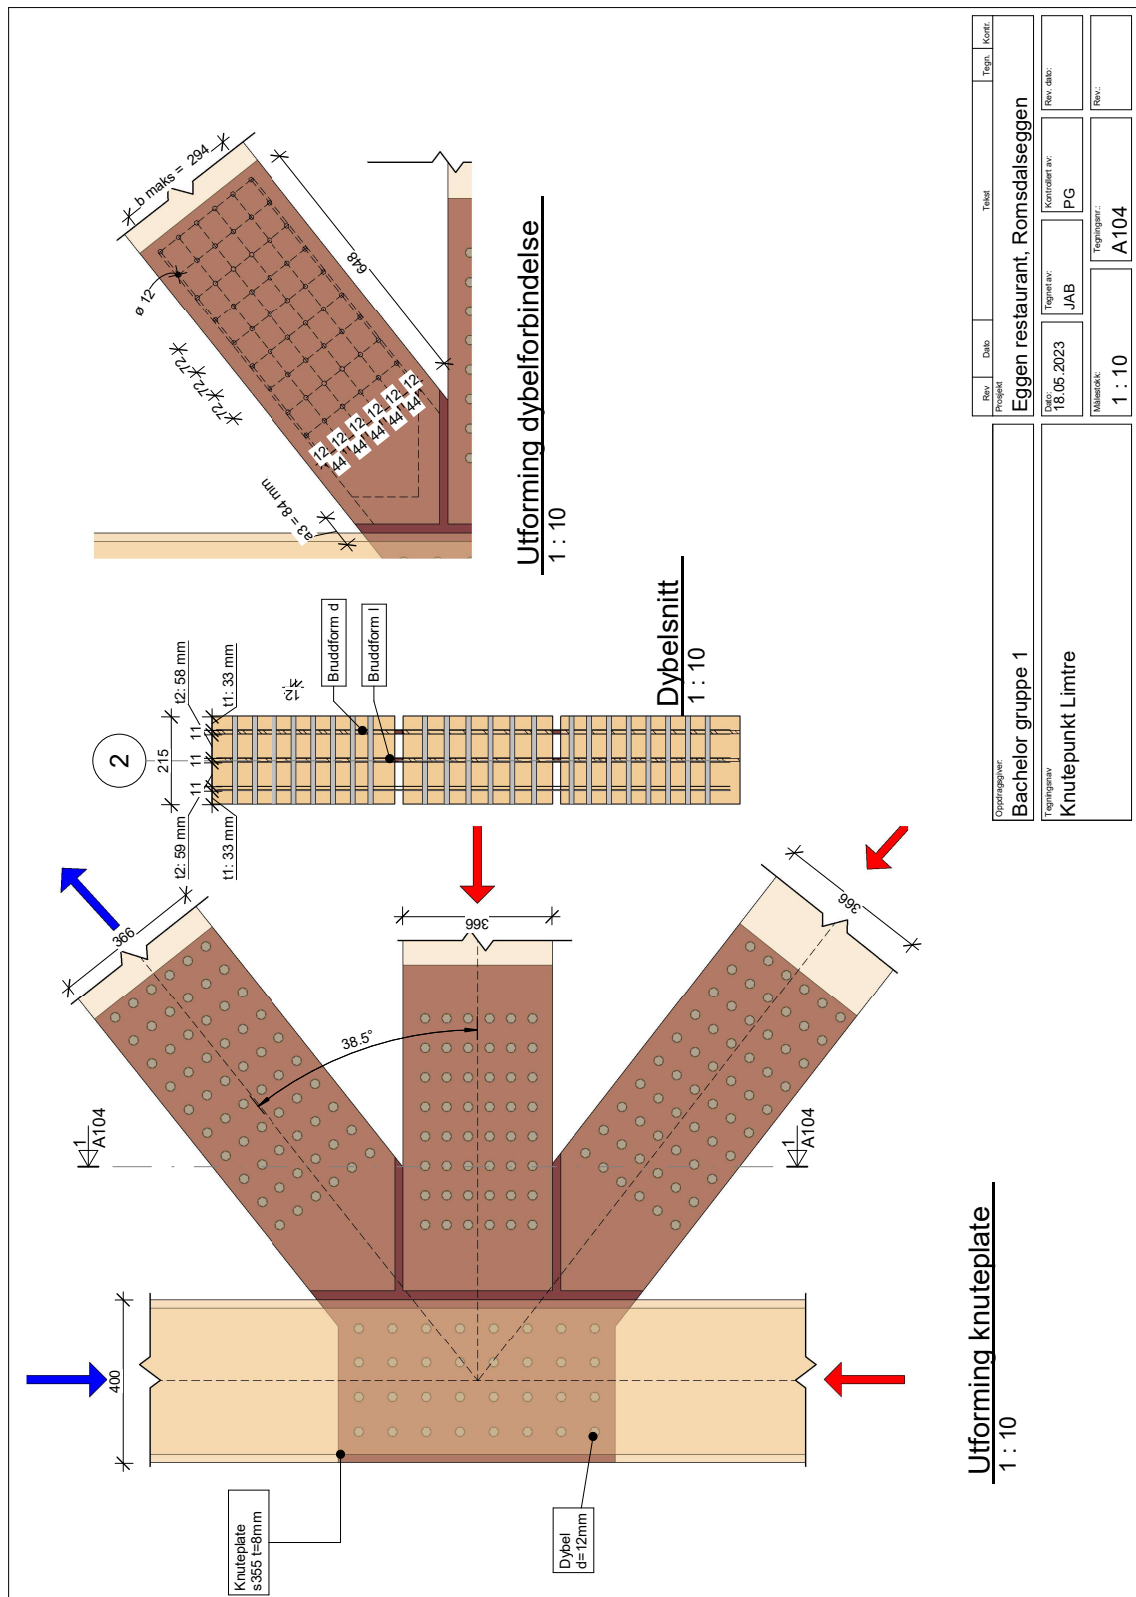 Knuteplate
s355 t=8mm
Dybel
d=12mm
400
366
366
366
38.5°
1
A104
1
A104
Utforming knuteplate
1 : 10
2
215
11
11
11
t2: 59 mm
t1: 33 mm
t2: 58 mm
t1: 33 mm
12
Bruddform d
Bruddform l
Dybelsnitt
1 : 10
b maks = 294
ø 12
72
72
72
648
a3 = 84 mm
12
12
12
12
12
12
44
44
44
44
44
Utforming dybelforbindelse
1 : 10
Rev
Dato
Tekst
Tegn.
Kontr.
Oppdragsgiver:
Bachelor gruppe 1
Prosjekt
Eggen restaurant, Romsdalseggen
Tegningsnav
Knutepunkt Limtre
Dato:
18.05.2023
Tegnet av:
JAB
Kontrollert av:
PG
Rev. dato:
Målestokk:
1 : 10
Tegningsnr.:
A104
Rev.: